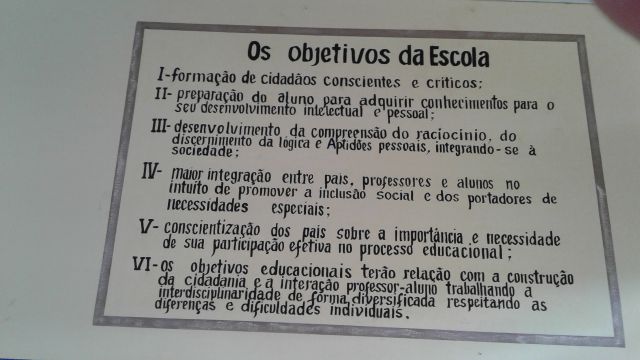 Os objetivos da Escola
I-formação de cidadãos conscientes e críticos;
II- preparação do aluno para adquirir conhecimentos para o
seu desenvolvimento intelectual e pessoal;
III- desenvolvimento da compreensão do raciocínio, do
discernimento da lógica e Aptidões pessoais, integrando-se à
sociedade;
IV- maior integração entre pais, professores e alunos no
intuito de promover a inclusão social e dos portadores de
necessidades especiais;
V- conscientização dos pais sobre a importância e necessidade
de sua participação efetiva no processo educacional;
VI-os objetivos educacionais terão relação com a construção
da cidadania e a interação professor-aluno trabalhando a
interdisciplinaridade de forma diversificada respeitando as
diferenças e dificuldades individuais.